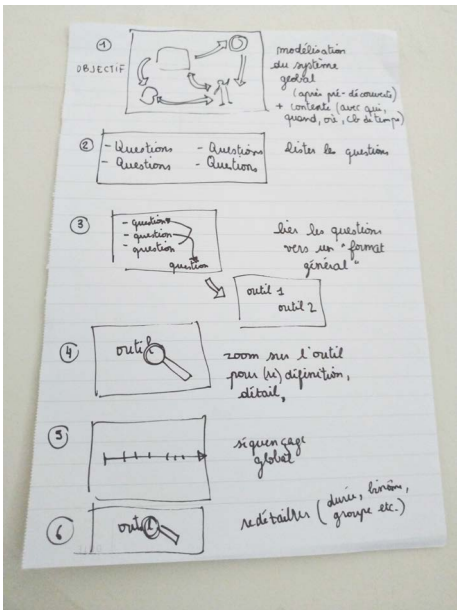 1
OBJECTIF
modélisation
du système
global
(après pré-découverte)
+ contexte (avec qui,
quand, où, cb de temps)
2
- Questions - Questions
- Questions - Questions
lister les questions
3
- question
- question
- question
question
lier les questions
vers un "format
général"
outil 1
outil 2
4
outil
zoom sur l'outil
pour (re) définition,
détail,
5
séquençage
global
6
outil
redétailler (durée, binôme,
groupe etc.)